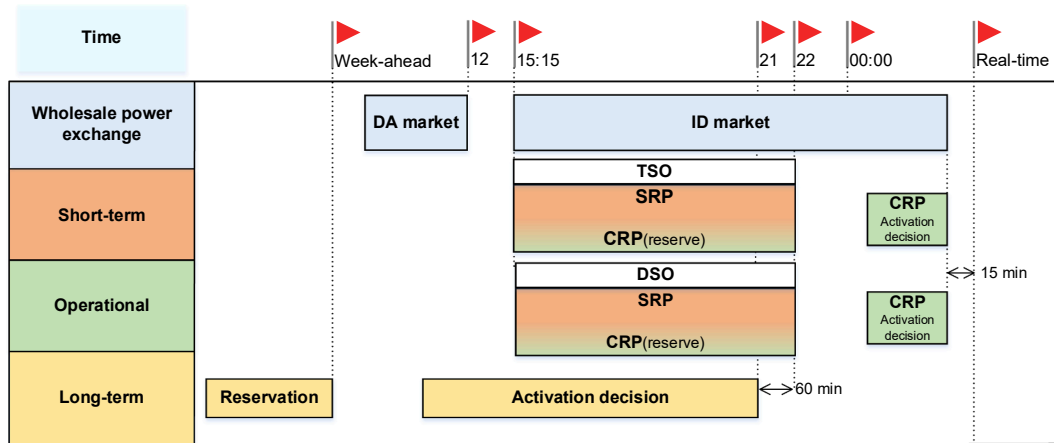 Time
Week-ahead
12
15:15
21
22
00:00
Real-time
Wholesale power
exchange
DA market
ID market
TSO
Short-term
SRP
CRP(reserve)
CRP
Activation
decision
DSO
15 min
Operational
SRP
CRP(reserve)
CRP
Activation
decision
Long-term
Reservation
Activation decision
60 min